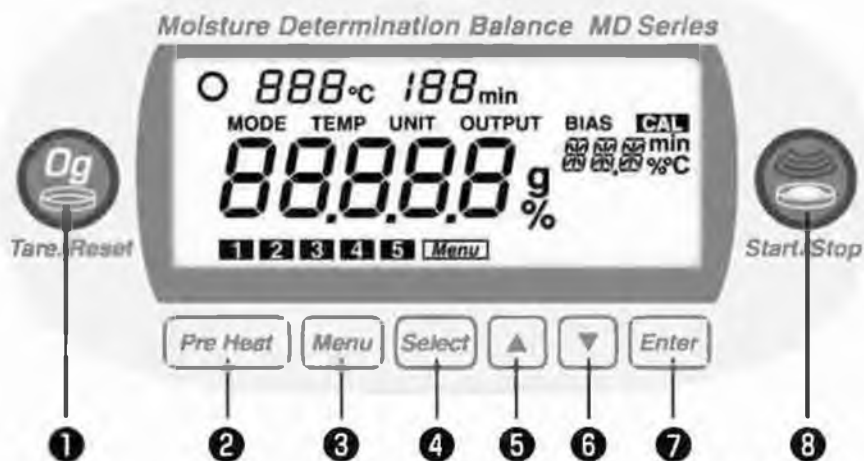 Moisture Determination Balance MD Series
888°C 188min
MODE TEMP UNIT OUTPUT BIAS CAL
88.8.8.8 g %
min
%°C
1 2 3 4 5 Menu
0g
Tare/Reset
Start/Stop
Pre Heat Menu Select ▲ ▼ Enter
1 2 3 4 5 6 7 8